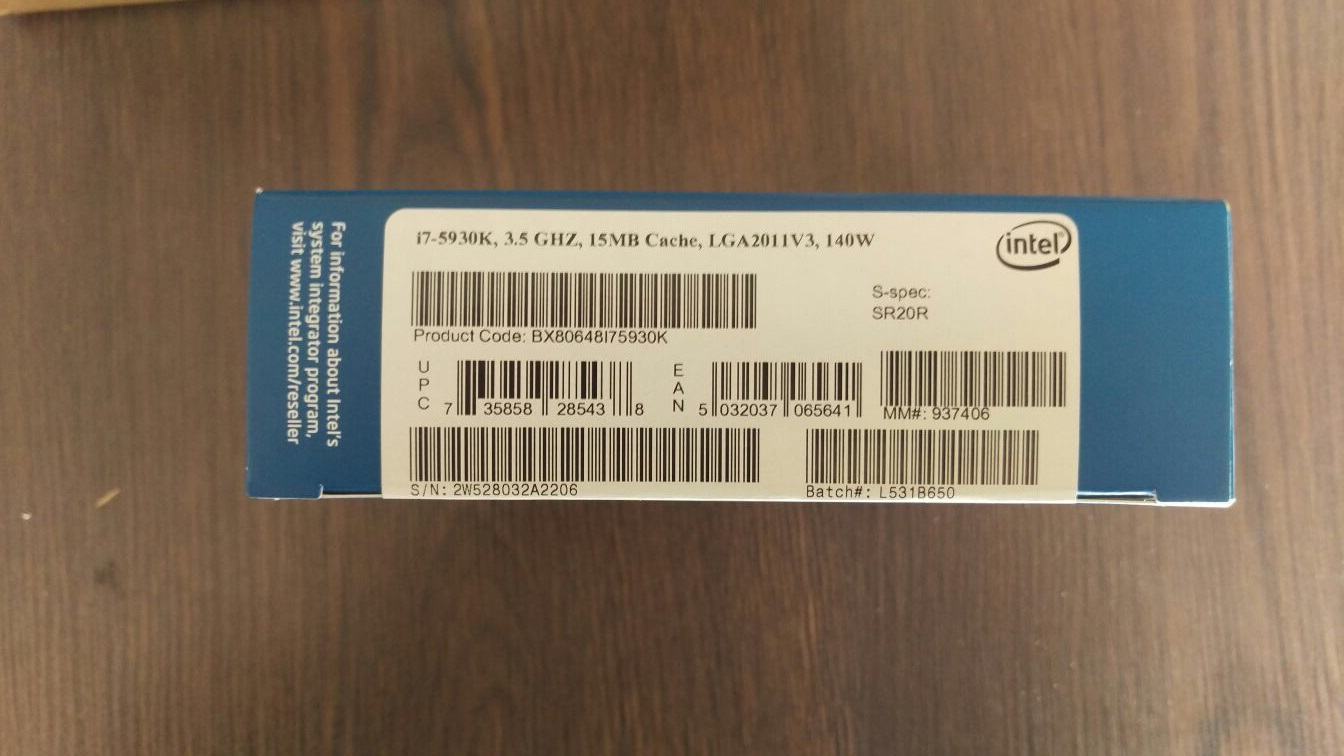 For information about Intel's
system integrator program,
visit www.intel.com/reseller
i7-5930K, 3.5 GHZ, 15MB Cache, LGA2011V3, 140W
intel
S-spec:
SR20R
Product Code: BX80648I75930K
UPC
7 35858 28543 8
EAN
5 032037 065641
MM#: 937406
S/N: 2W528032A2206
Batch#: L531B650